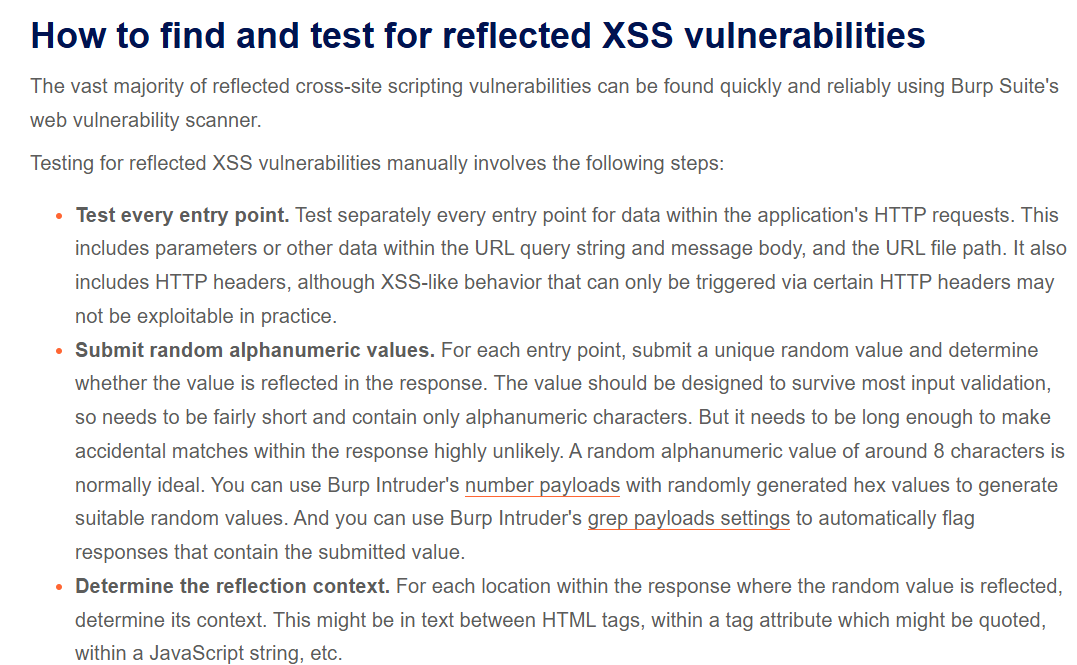 How to find and test for reflected XSS vulnerabilities
The vast majority of reflected cross-site scripting vulnerabilities can be found quickly and reliably using Burp Suite's
web vulnerability scanner.
Testing for reflected XSS vulnerabilities manually involves the following steps:
• Test every entry point. Test separately every entry point for data within the application's HTTP requests. This
includes parameters or other data within the URL query string and message body, and the URL file path. It also
includes HTTP headers, although XSS-like behavior that can only be triggered via certain HTTP headers may
not be exploitable in practice.
• Submit random alphanumeric values. For each entry point, submit a unique random value and determine
whether the value is reflected in the response. The value should be designed to survive most input validation,
so needs to be fairly short and contain only alphanumeric characters. But it needs to be long enough to make
accidental matches within the response highly unlikely. A random alphanumeric value of around 8 characters is
normally ideal. You can use Burp Intruder's number payloads with randomly generated hex values to generate
suitable random values. And you can use Burp Intruder's grep payloads settings to automatically flag
responses that contain the submitted value.
• Determine the reflection context. For each location within the response where the random value is reflected,
determine its context. This might be in text between HTML tags, within a tag attribute which might be quoted,
within a JavaScript string, etc.